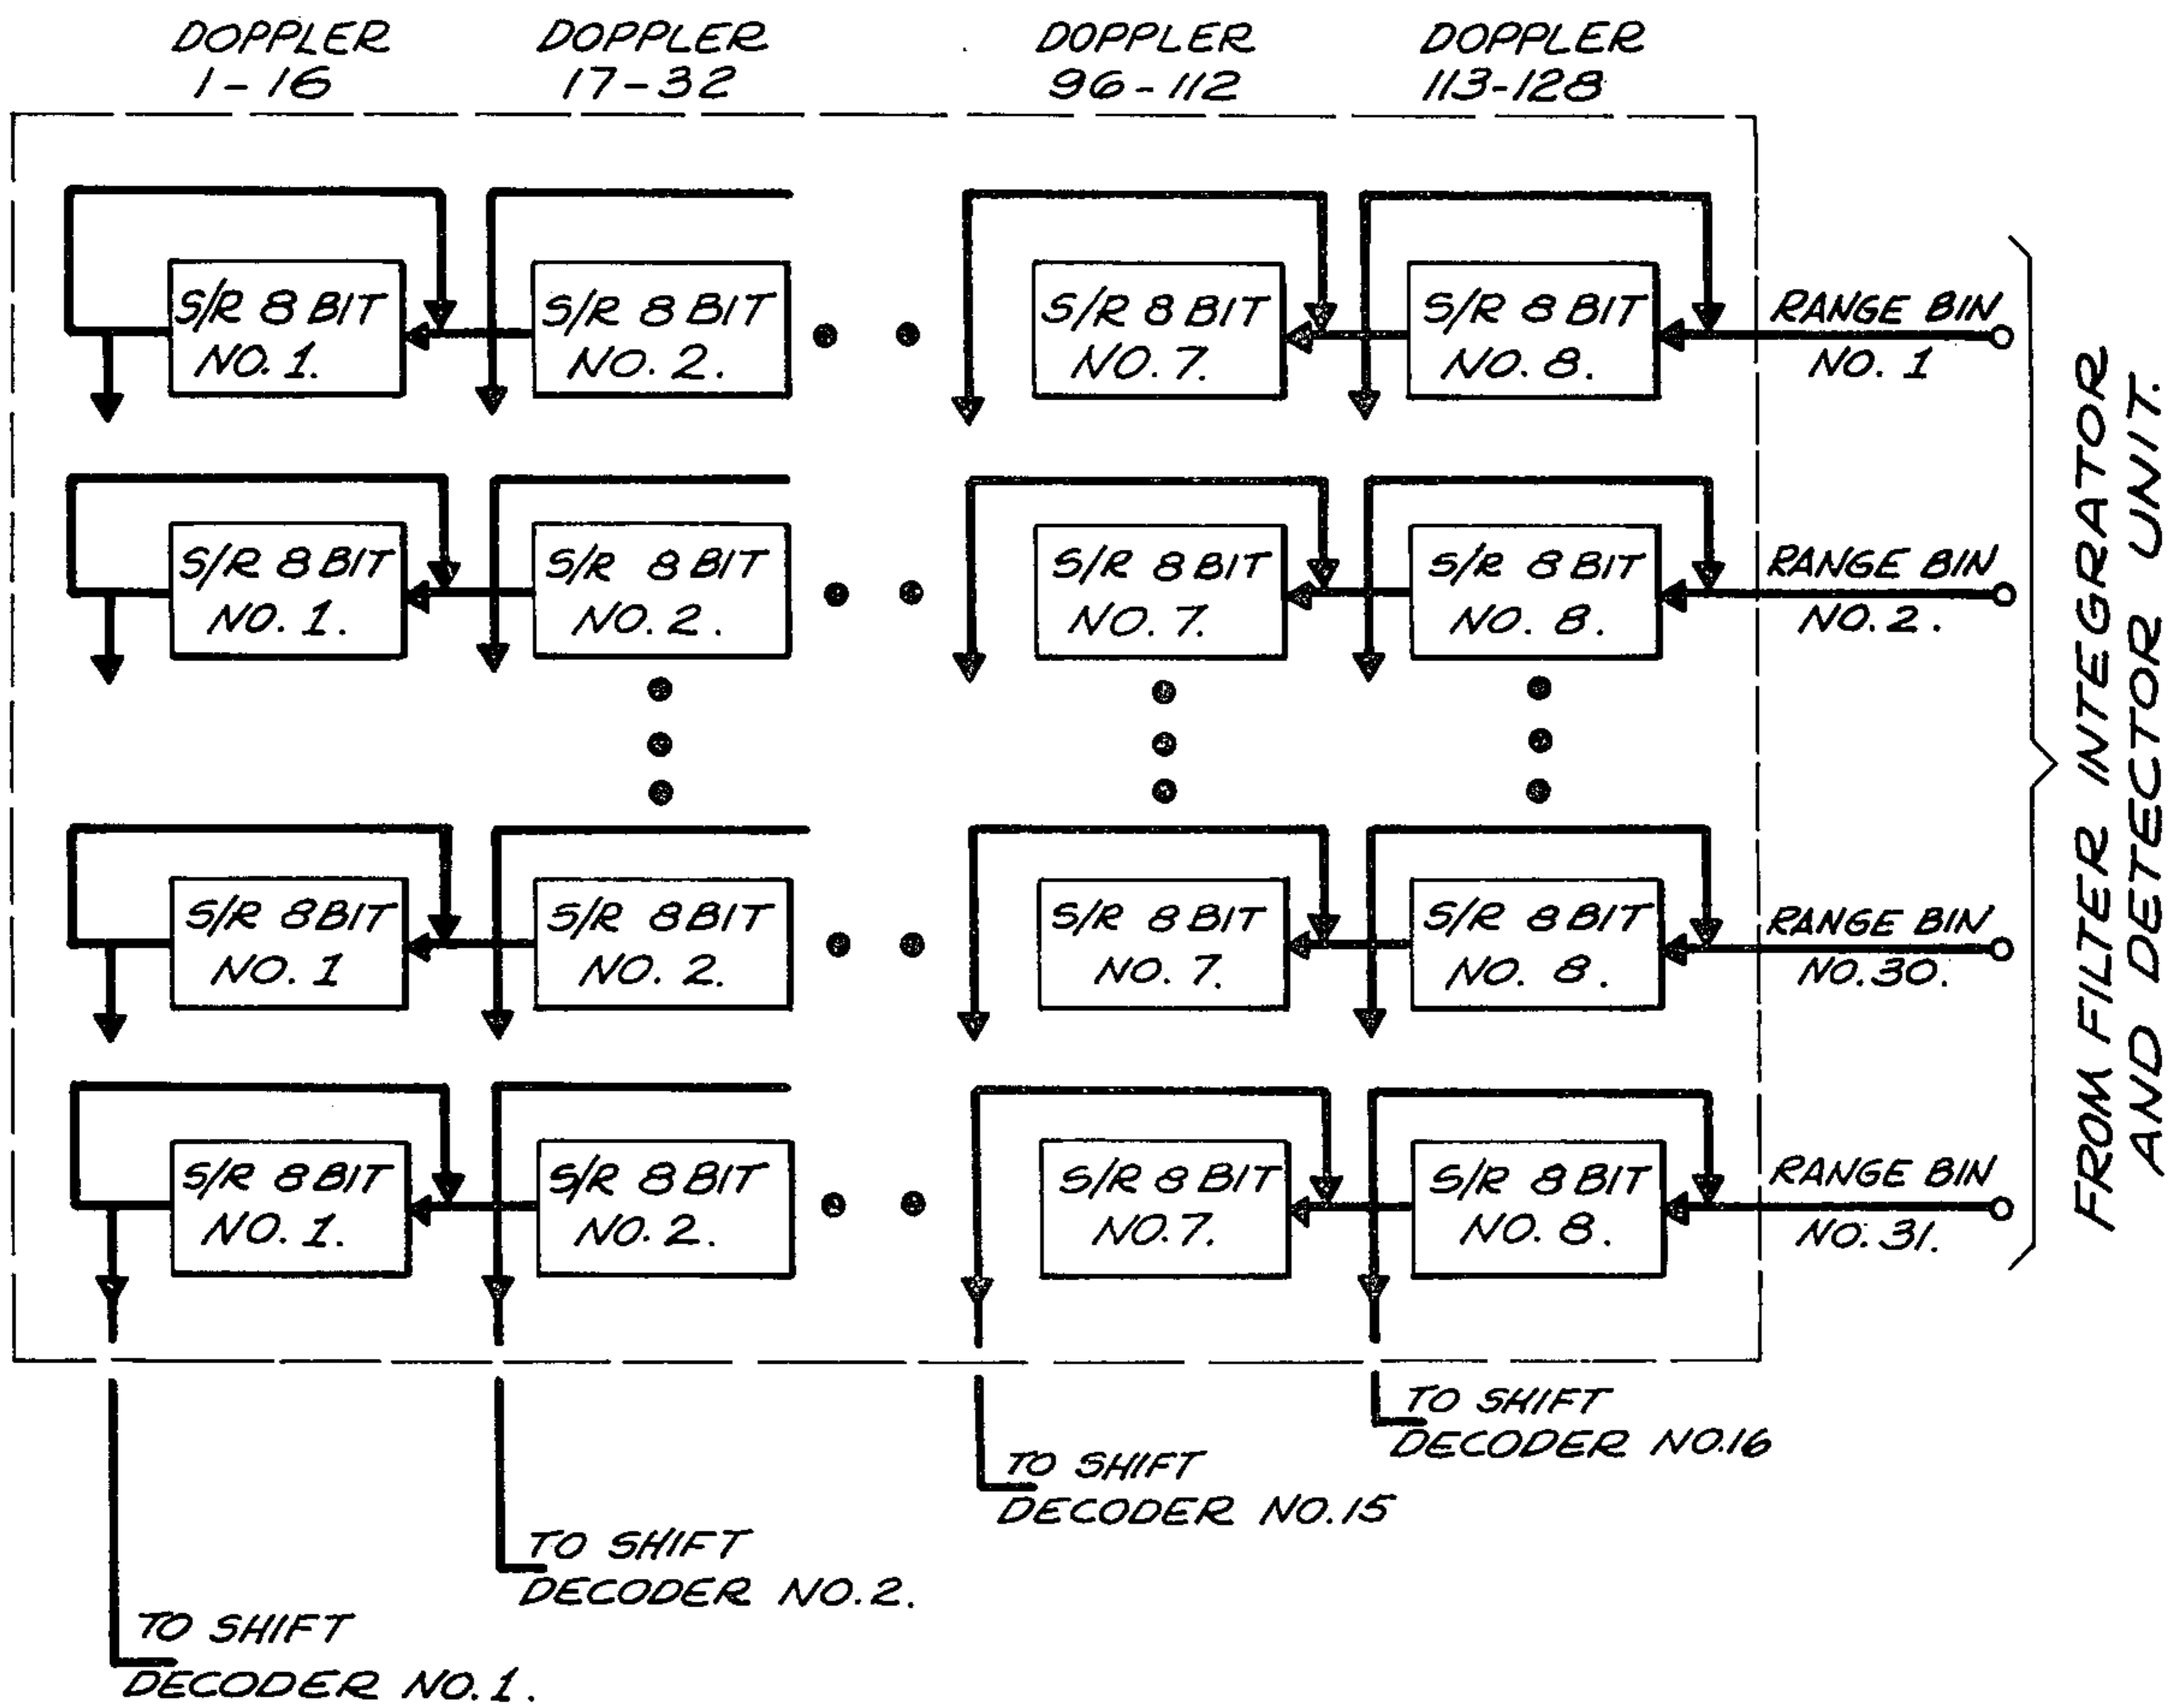 DOPPLER
1-16
DOPPLER
17-32
DOPPLER
96-112
DOPPLER
113-128
S/R 8 BIT
NO. 1.
S/R 8 BIT
NO. 2.
S/R 8 BIT
NO. 7.
S/R 8 BIT
NO. 8.
RANGE BIN
NO. 1
S/R 8 BIT
NO. 1.
S/R 8 BIT
NO. 2.
S/R 8 BIT
NO. 7.
S/R 8 BIT
NO. 8.
RANGE BIN
NO. 2.
S/R 8 BIT
NO. 1
S/R 8 BIT
NO. 2.
S/R 8 BIT
NO. 7.
S/R 8 BIT
NO. 8.
RANGE BIN
NO. 30.
S/R 8 BIT
NO. 1.
S/R 8 BIT
NO. 2.
S/R 8 BIT
NO. 7.
S/R 8 BIT
NO. 8.
RANGE BIN
NO. 31.
FROM FILTER INTEGRATOR
AND DETECTOR UNIT.
TO SHIFT
DECODER NO. 16
TO SHIFT
DECODER NO. 15
TO SHIFT
DECODER NO. 2.
TO SHIFT
DECODER NO. 1.